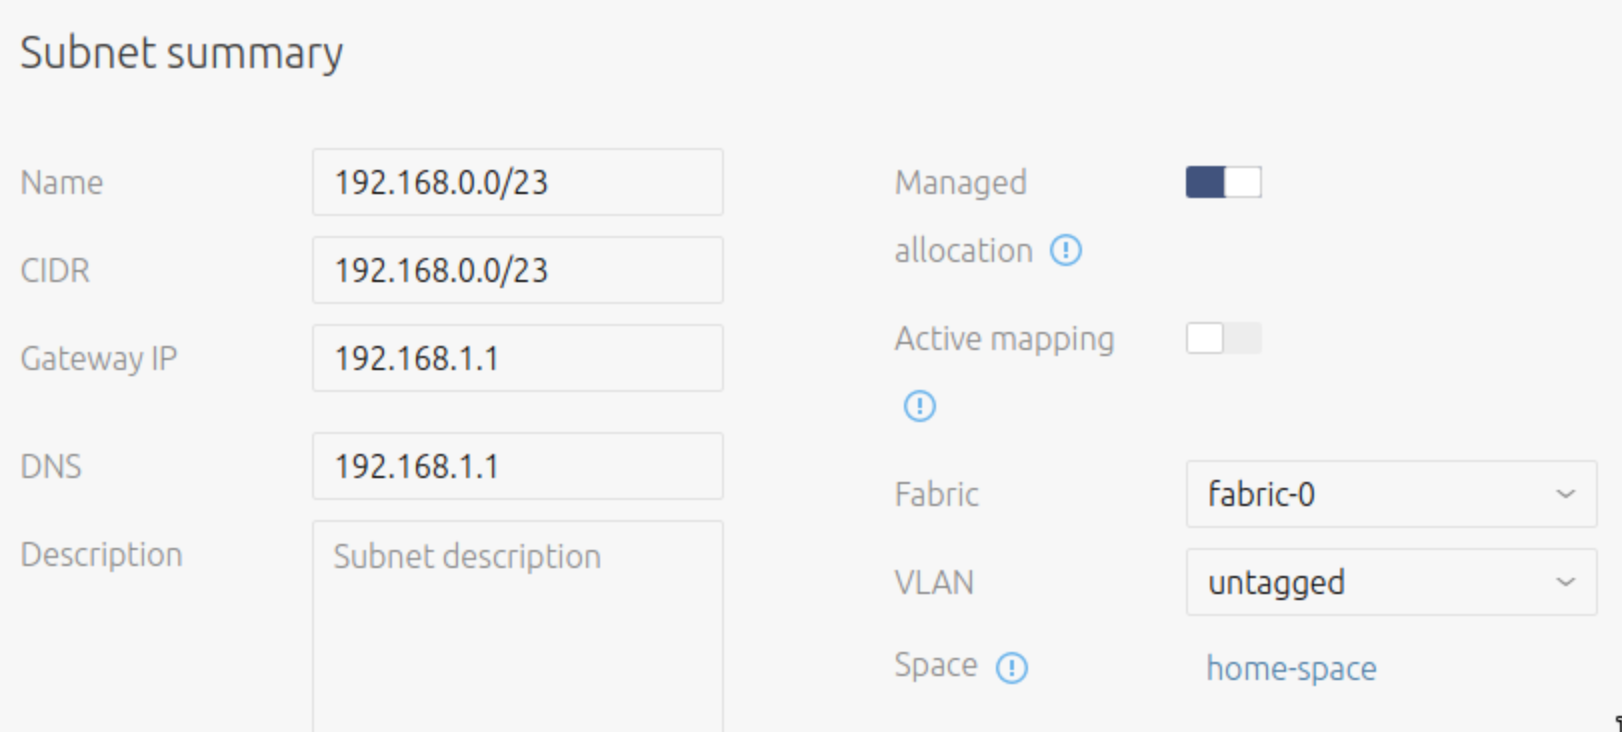 Subnet summary
Name
192.168.0.0/23
CIDR
192.168.0.0/23
Gateway IP
192.168.1.1
DNS
192.168.1.1
Description
Subnet description
Managed
allocation
Active mapping
Fabric
fabric-0
VLAN
untagged
Space
home-space